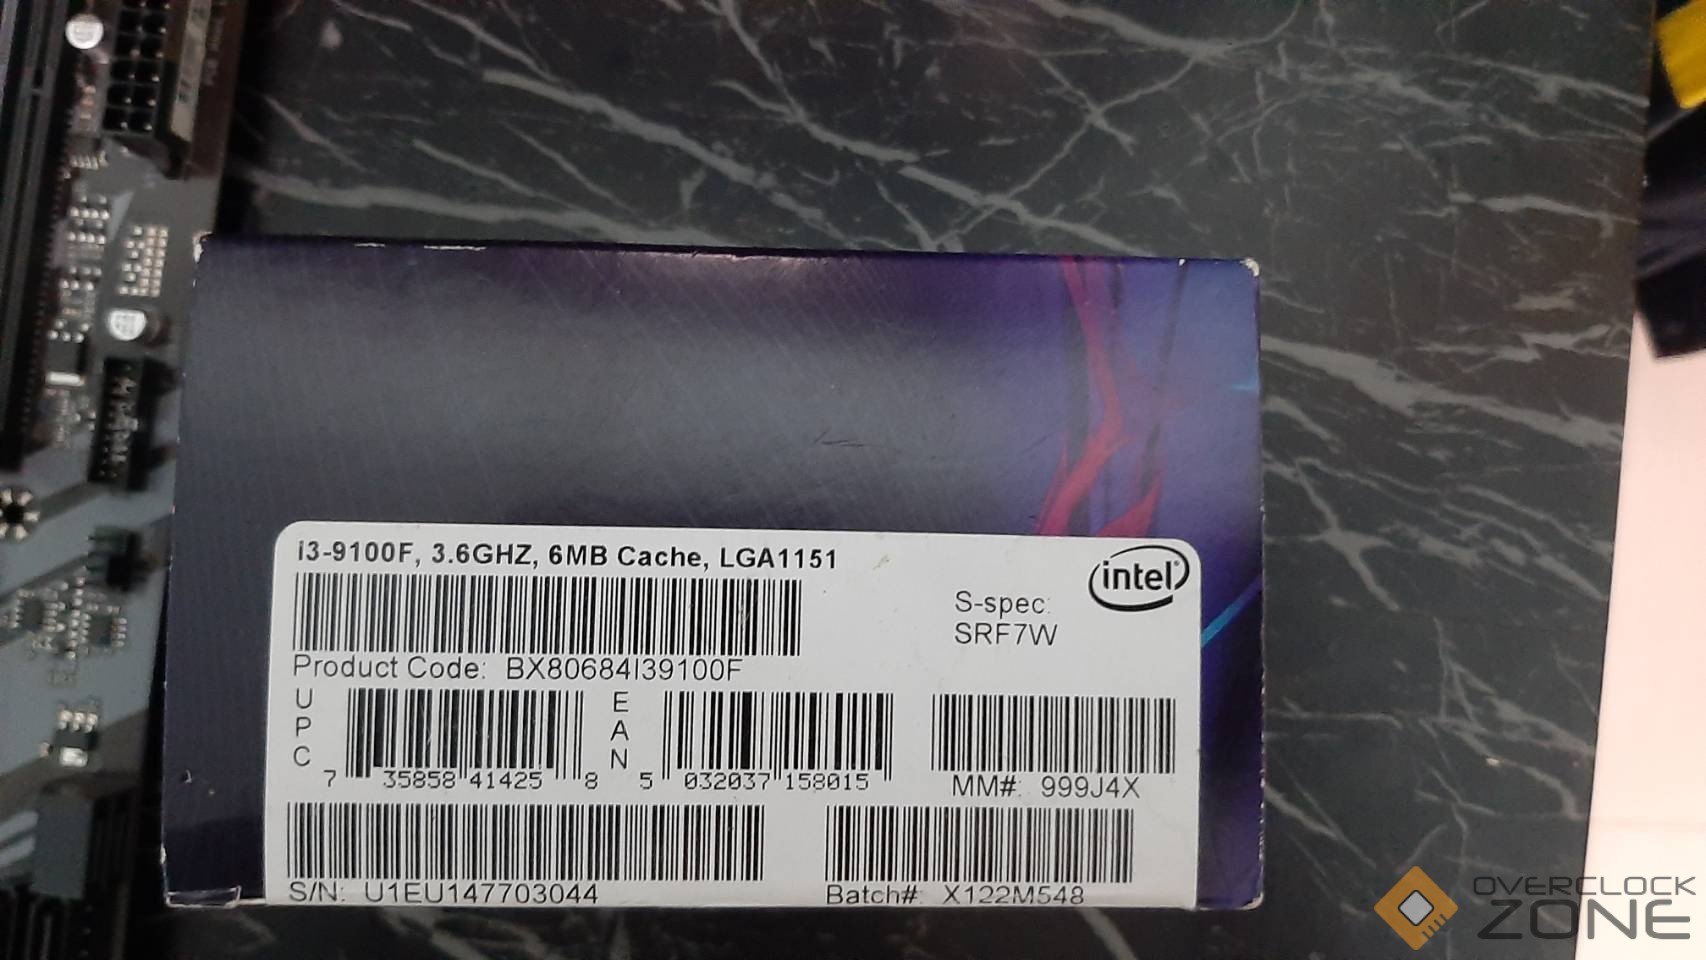 i3-9100F, 3.6GHZ, 6MB Cache, LGA1151
intel
S-spec:
SRF7W
Product Code: BX80684I39100F
UPC
7 35858 41425 8
EAN
5 032037 158015
MM#: 999J4X
S/N: U1EU147703044
Batch#: X122M548
OVERCLOCK
ZONE